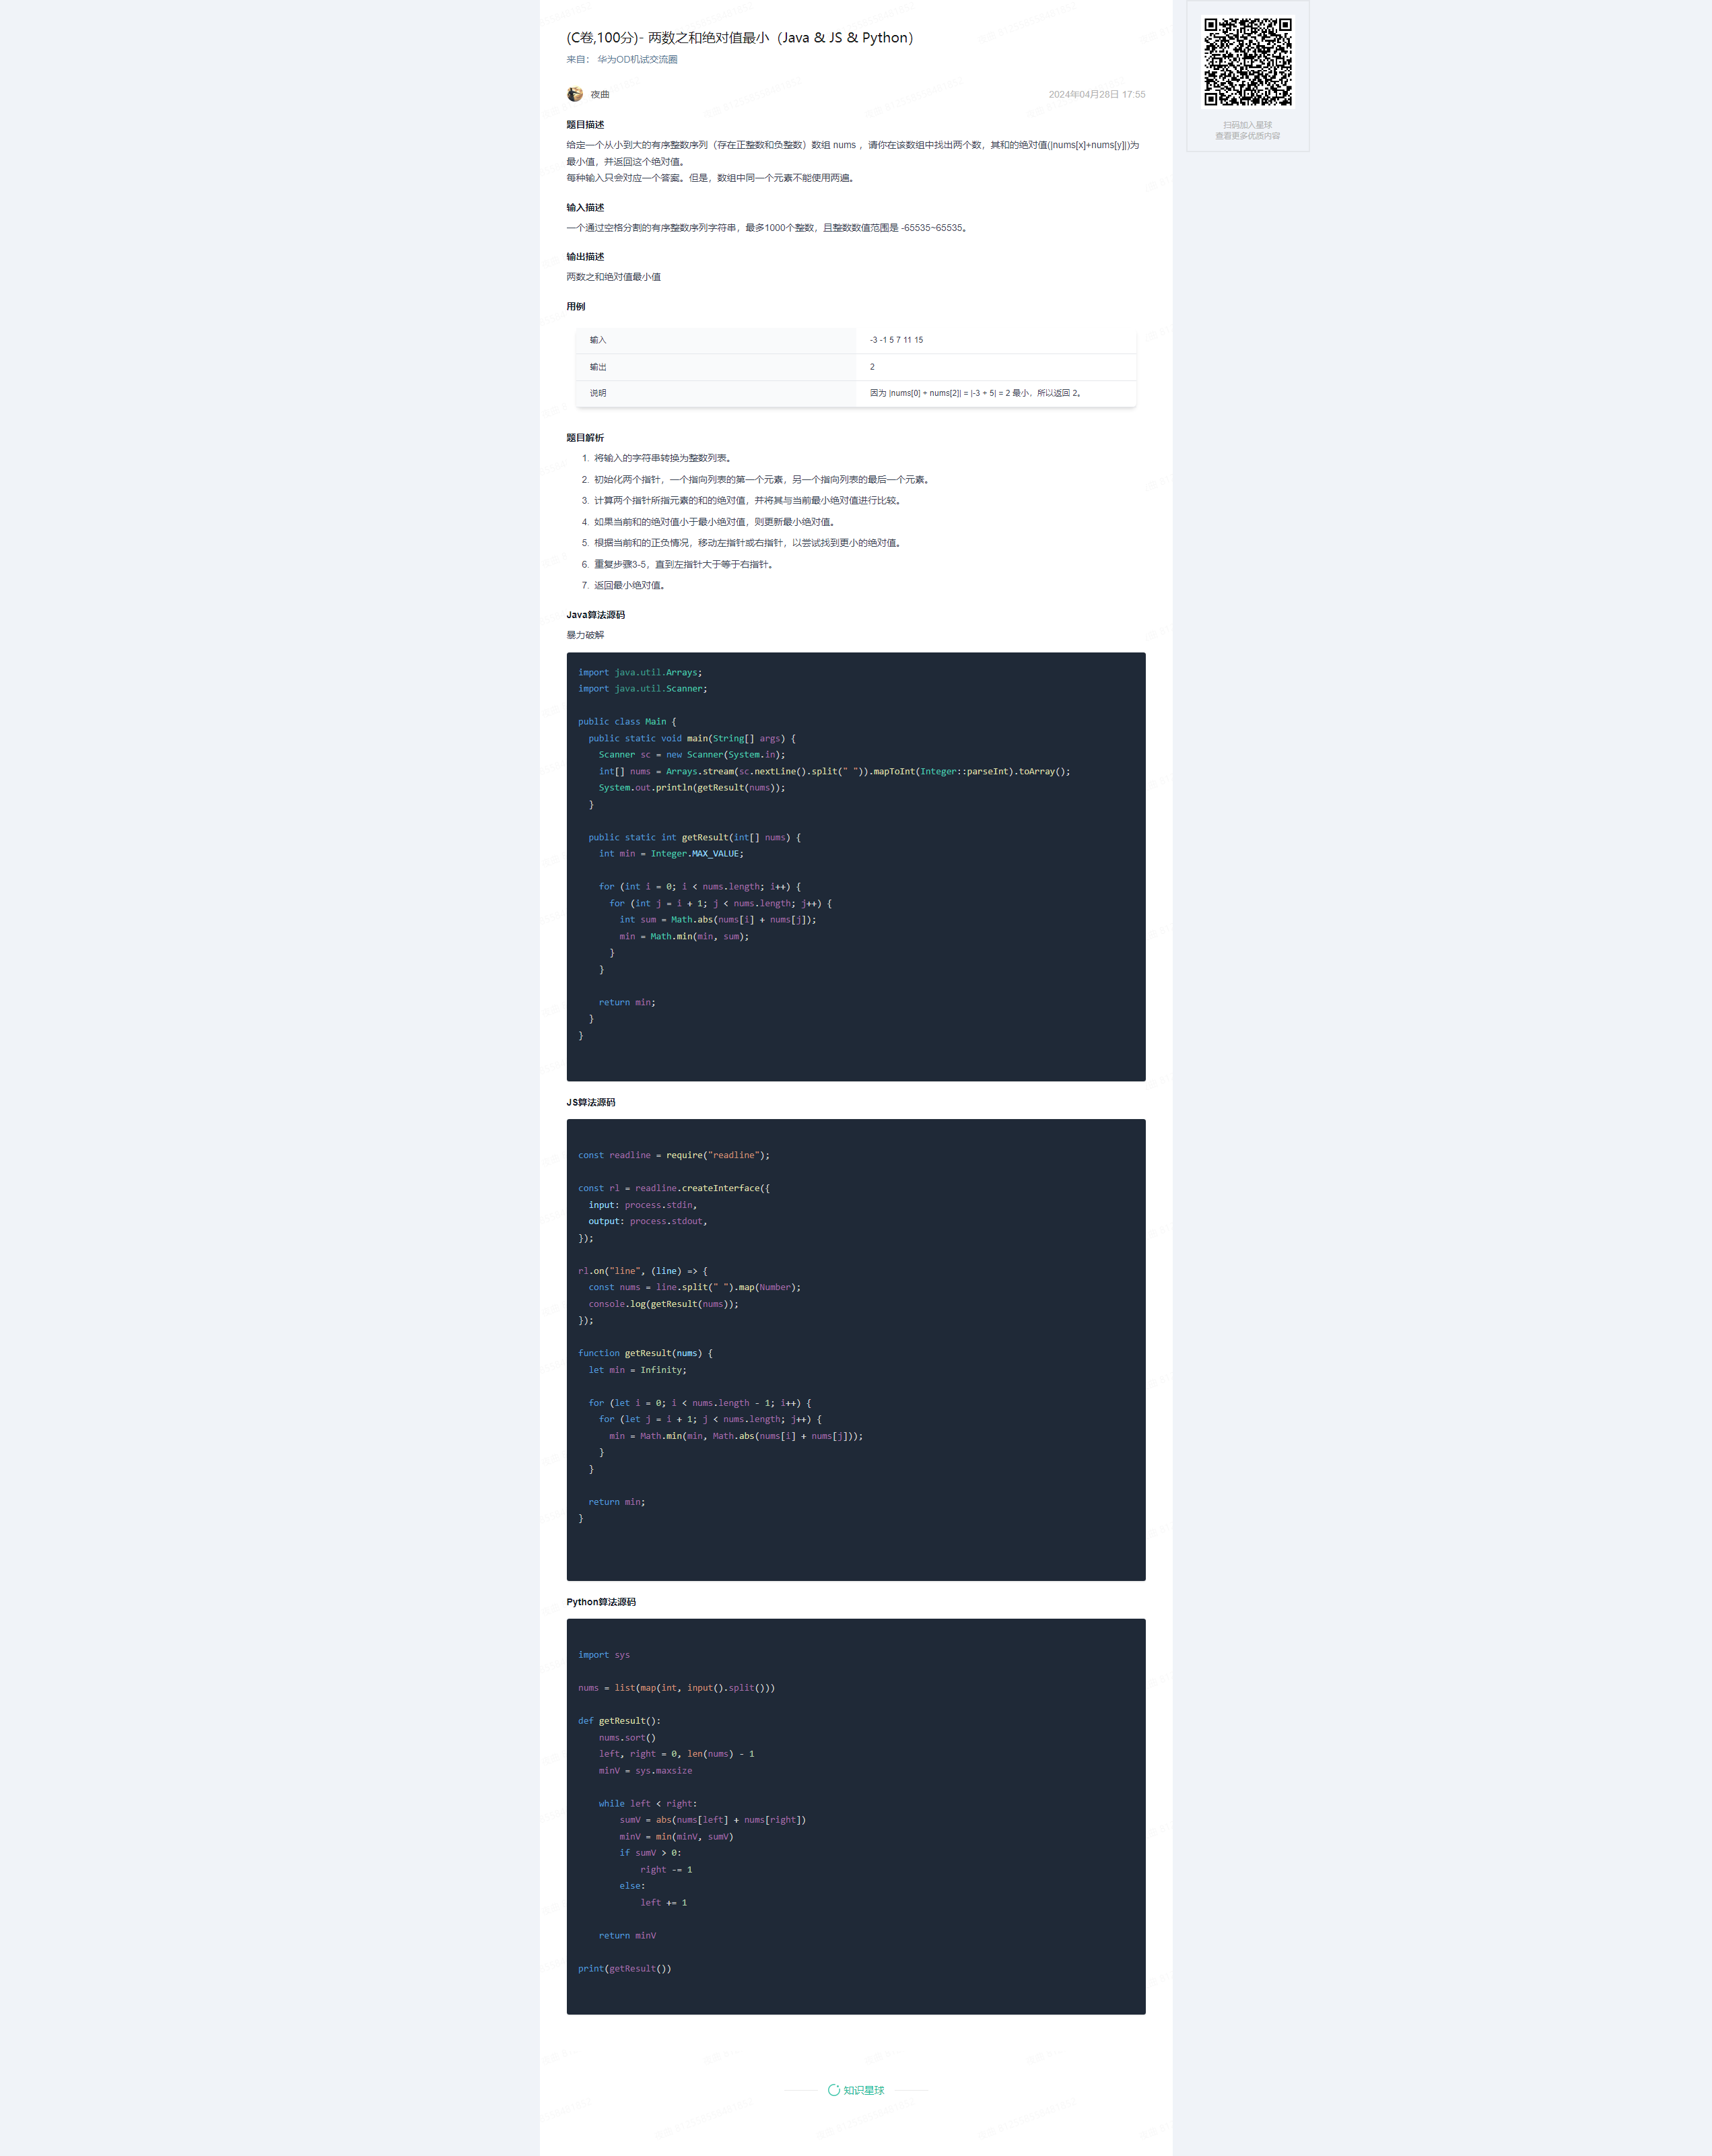 (C卷,100分)- 两数之和绝对值最小（Java & JS & Python）
来自： 华为OD机试交流圈
夜曲
2024年04月28日 17:55
扫码加入星球
查看更多优质内容
题目描述
给定一个从小到大的有序整数序列（存在正整数和负整数）数组 nums ，请你在该数组中找出两个数，其和的绝对值(|nums[x]+nums[y]|)为
最小值，并返回这个绝对值。
每种输入只会对应一个答案。但是，数组中同一个元素不能使用两遍。
输入描述
一个通过空格分割的有序整数序列字符串，最多1000个整数，且整数数值范围是 -65535~65535。
输出描述
两数之和绝对值最小值
用例
输入 -3 -1 5 7 11 15
输出 2
说明 因为 |nums[0] + nums[2]| = |-3 + 5| = 2 最小，所以返回 2。
题目解析
1. 将输入的字符串转换为整数列表。
2. 初始化两个指针，一个指向列表的第一个元素，另一个指向列表的最后一个元素。
3. 计算两个指针所指元素的和的绝对值，并将其与当前最小绝对值进行比较。
4. 如果当前和的绝对值小于最小绝对值，则更新最小绝对值。
5. 根据当前和的正负情况，移动左指针或右指针，以尝试找到更小的绝对值。
6. 重复步骤3-5，直到左指针大于等于右指针。
7. 返回最小绝对值。
Java算法源码
暴力破解
import java.util.Arrays;
import java.util.Scanner;
public class Main {
  public static void main(String[] args) {
    Scanner sc = new Scanner(System.in);
    int[] nums = Arrays.stream(sc.nextLine().split(" ")).mapToInt(Integer::parseInt).toArray();
    System.out.println(getResult(nums));
  }
  public static int getResult(int[] nums) {
    int min = Integer.MAX_VALUE;
    for (int i = 0; i < nums.length; i++) {
      for (int j = i + 1; j < nums.length; j++) {
        int sum = Math.abs(nums[i] + nums[j]);
        min = Math.min(min, sum);
      }
    }
    return min;
  }
}
JS算法源码
const readline = require("readline");
const rl = readline.createInterface({
  input: process.stdin,
  output: process.stdout,
});
rl.on("line", (line) => {
  const nums = line.split(" ").map(Number);
  console.log(getResult(nums));
});
function getResult(nums) {
  let min = Infinity;
  for (let i = 0; i < nums.length - 1; i++) {
    for (let j = i + 1; j < nums.length; j++) {
      min = Math.min(min, Math.abs(nums[i] + nums[j]));
    }
  }
  return min;
}
Python算法源码
import sys
nums = list(map(int, input().split()))
def getResult():
    nums.sort()
    left, right = 0, len(nums) - 1
    minV = sys.maxsize
    while left < right:
        sumV = abs(nums[left] + nums[right])
        minV = min(minV, sumV)
        if sumV > 0:
            right -= 1
        else:
            left += 1
    return minV
print(getResult())
知识星球